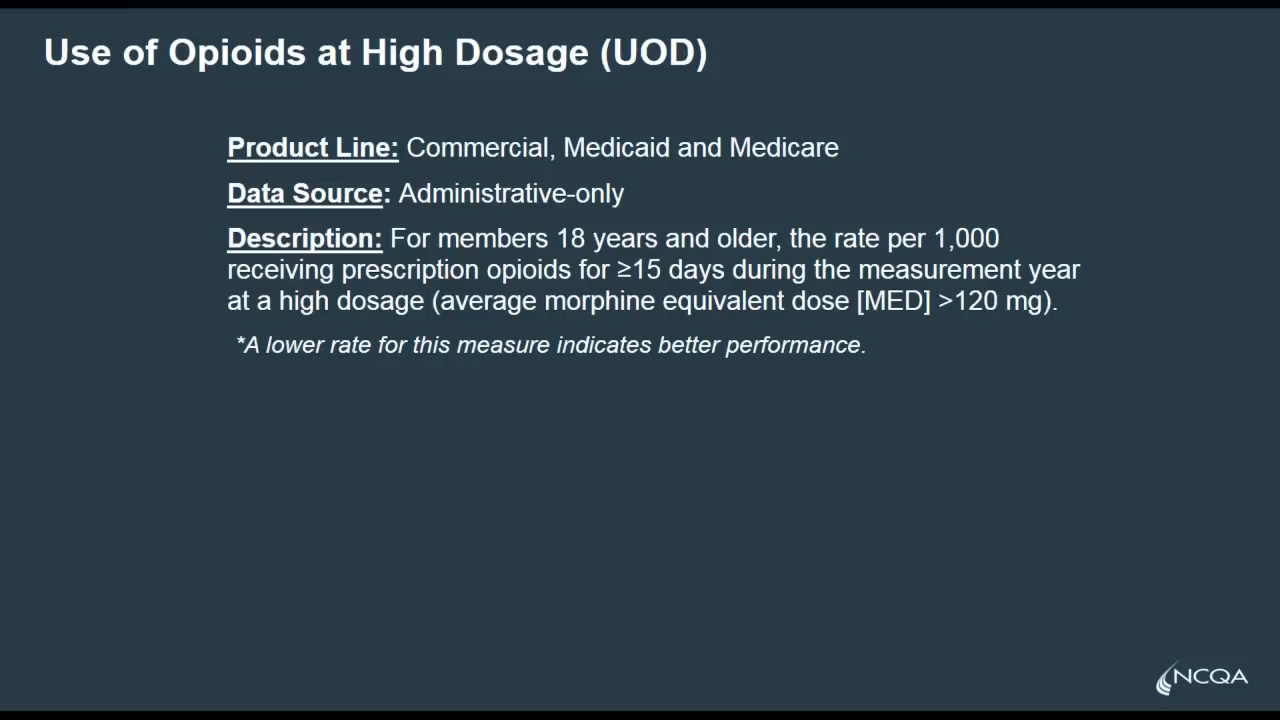 Use of Opioids at High Dosage (UOD)
Product Line: Commercial, Medicaid and Medicare
Data Source: Administrative-only
Description: For members 18 years and older, the rate per 1,000
receiving prescription opioids for ≥15 days during the measurement year
at a high dosage (average morphine equivalent dose [MED] >120 mg).
*A lower rate for this measure indicates better performance.
NCQA